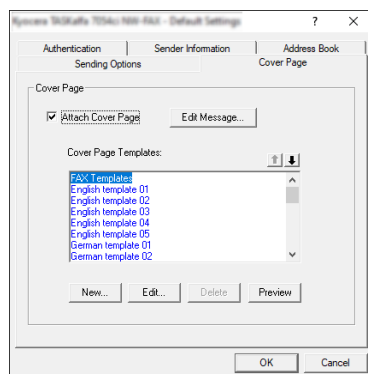 Kyocera TASKalfa 7054ci NW-FAX - Default Settings ? ×
Authentication Sender Information Address Book
Sending Options Cover Page
Cover Page
Attach Cover Page Edit Message...
Cover Page Templates:
FAX Templates
English template 01
English template 02
English template 03
English template 04
English template 05
German template 01
German template 02
New... Edit... Delete Preview
OK Cancel